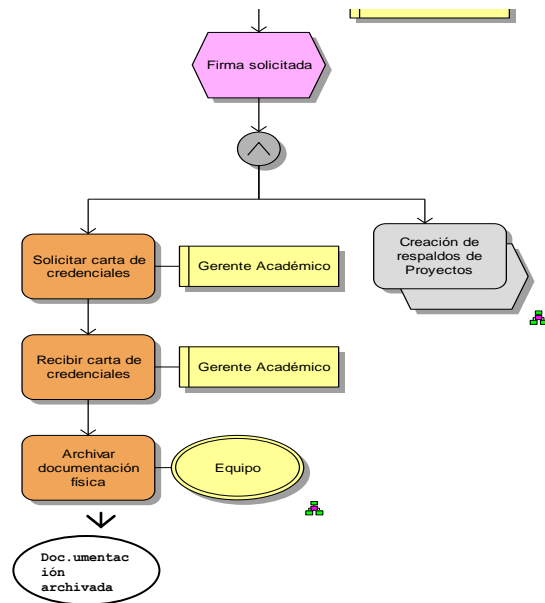 Firma solicitada
Solicitar carta de
credenciales
Gerente Académico
Creación de
respaldos de
Proyectos
Recibir carta de
credenciales
Gerente Académico
Archivar
documentación
física
Equipo
Doc.umentac
ión
archivada